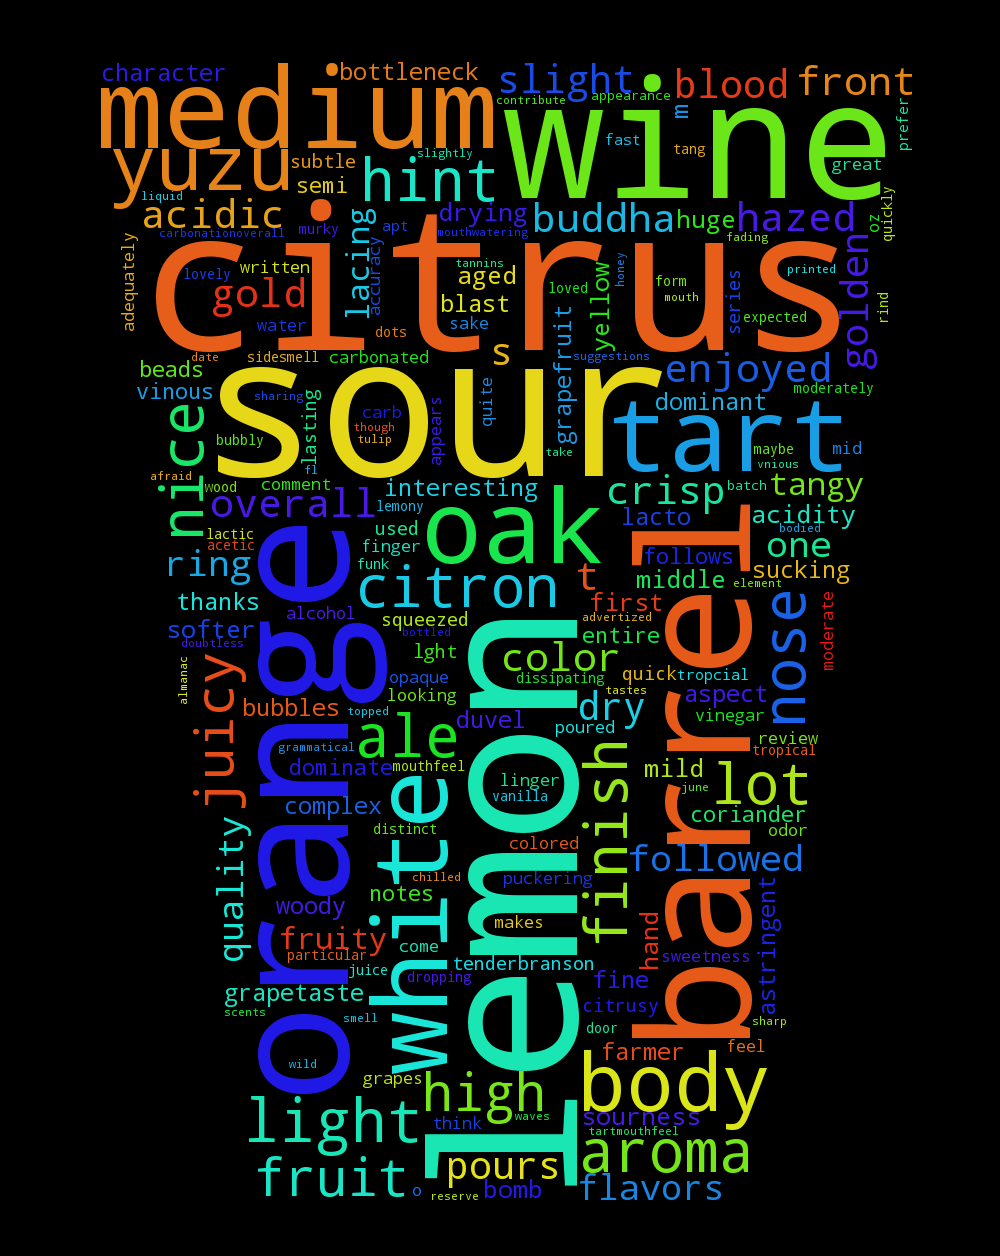 character
bottleneck
slight
blood
front
medium
wine
contribute
appearance
m
prefer
yuzu
subtle
slightly
hint
fast
tang
great
semi
liquid
acidic
carbonationoverall
murky
apt
drying
mouthwatering
buddha
huge
hazed
oz
quickly
fading
citrus
adequately
lovely
written
lacing
accuracy
tannins
aged
loved
yellow
honey
form
mouth
series
printed
golden
rind
gold
water
dots
blast
sake
expected
date
sidesmell
carbonated
s
suggestions
enjoyed
beads
vinous
sharing
carb
though
tulip
quite
grapefruit
dominant
moderately
sour
tart
nice
bubbly
lasting
appears
take
maybe
mid
vnious
afraid
wood
fl
comment
interesting
crisp
batch
tangy
overall
lemony
oak
lacto
acidity
bodied
lactic
acetic
used
finger
funk
follows
one
ring
citron
t
middle
element
sucking
thanks
alcohol
squeezed
first
advertized
nose
moderate
softer
doubtless
bottled
lght
entire
color
dissipating
almanac
juicy
orange
opaque
looking
quick
tropcial
tastes
aspect
bubbles
topped
duvel
dry
poured
vinegar
grammatical
ale
review
tropical
dominate
mouthfeel
linger
vanilla
finish
mild
june
lot
complex
white
lemon
barrel
coriander
odor
quality
distinct
colored
followed
chilled
puckering
woody
notes
makes
astringent
fruity
particular
come
hand
sweetness
juice
tenderbranson
dropping
grapetaste
fine
citrusy
scents
smell
door
sharp
farmer
feel
wild
grapes
high
body
waves
light
think
sourness
tartmouthfeel
aroma
fruit
pours
o
reserve
bomb
flavors